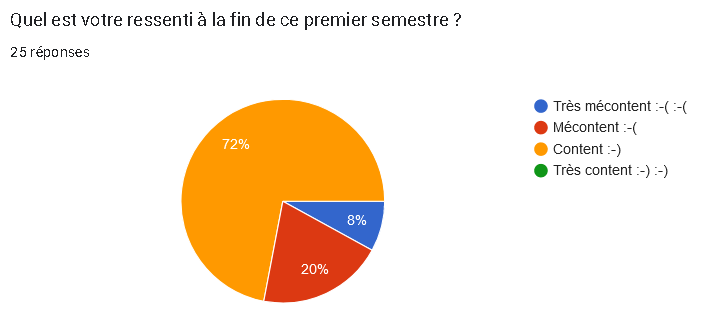 Quel est votre ressenti à la fin de ce premier semestre ?
25 réponses
Très mécontent :-( :-(
Mécontent :-(
Content :-)
Très content :-) :-)
72%
8%
20%